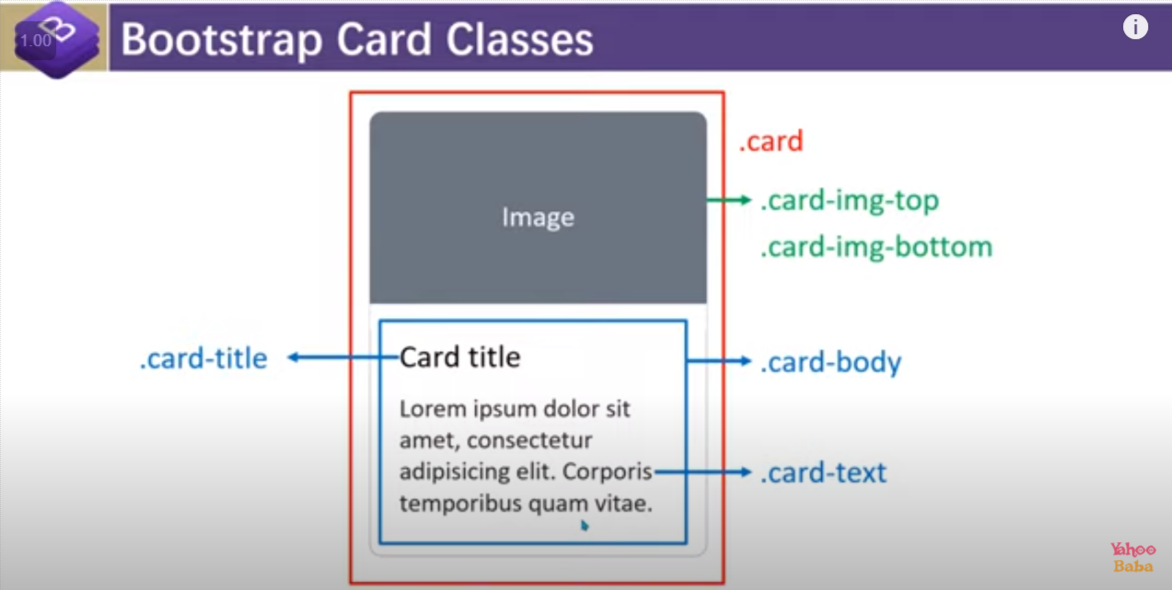 1.00
Bootstrap Card Classes
i
.card
.card-img-top
Image
.card-img-bottom
.card-title
Card title
.card-body
Lorem ipsum dolor sit
amet, consectetur
adipisicing elit. Corporis
.card-text
temporibus quam vitae.
Yahoo
Baba